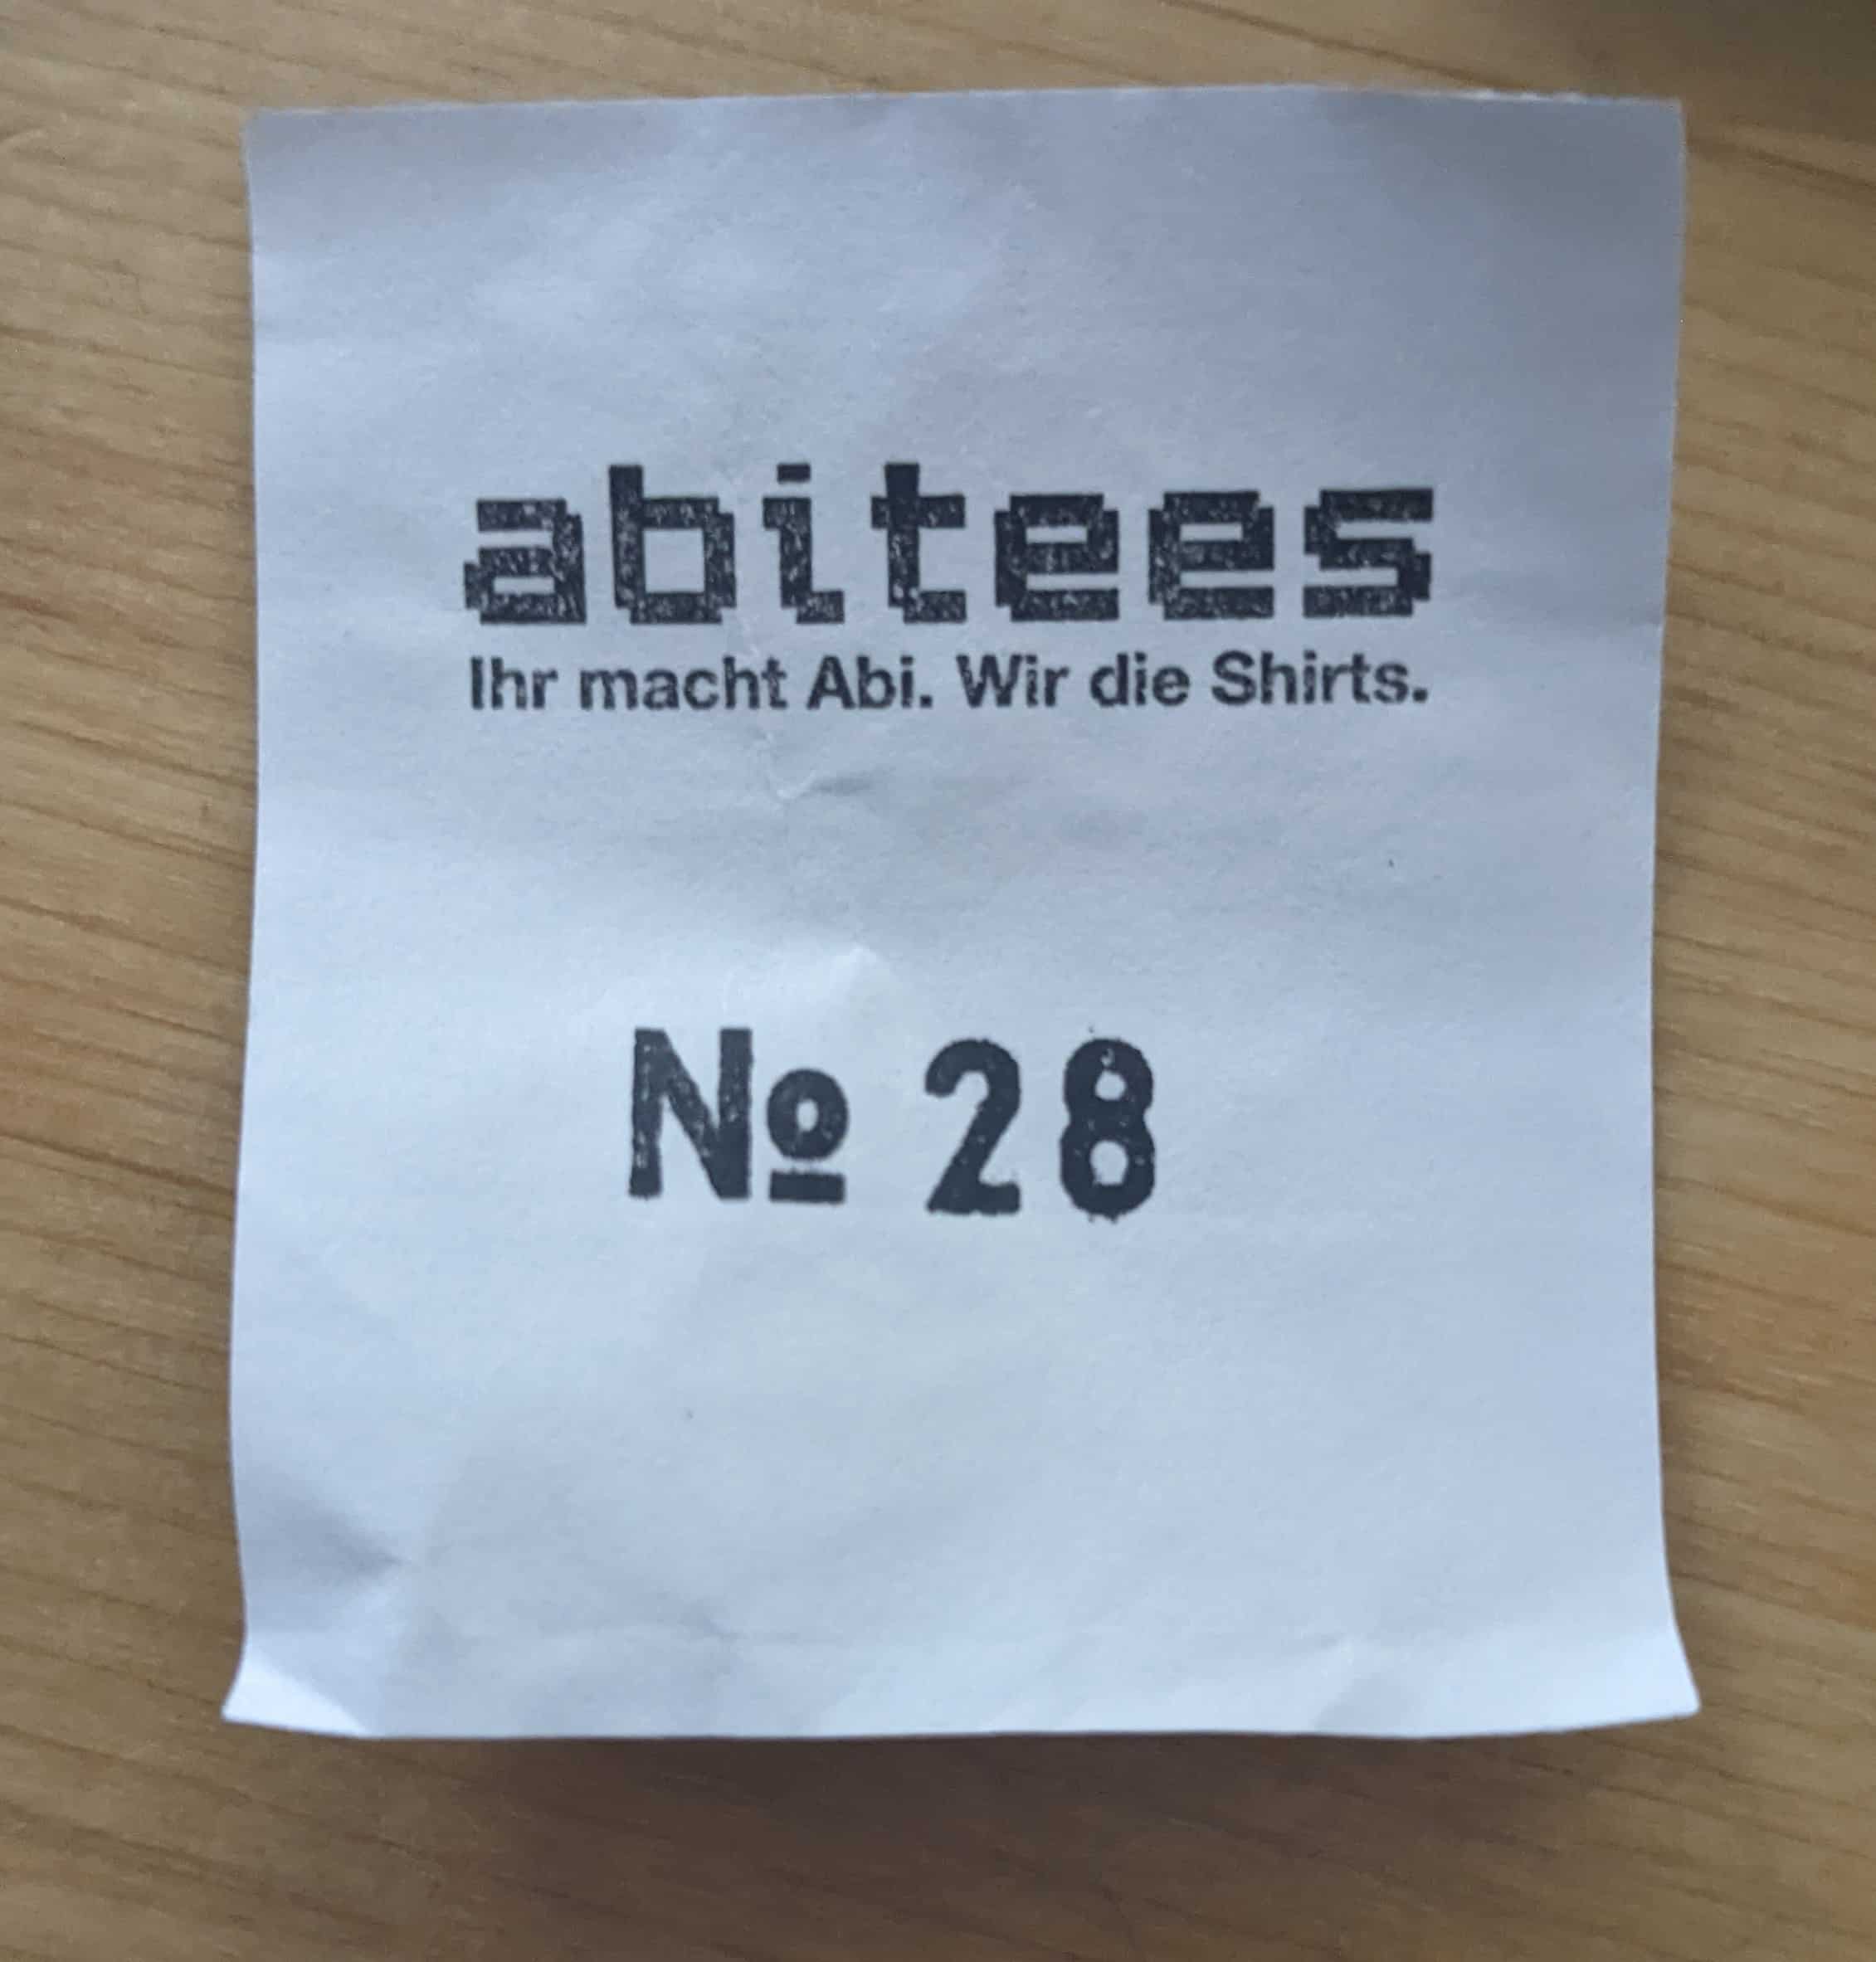 abitees
Ihr macht Abi. Wir die Shirts.
№ 28